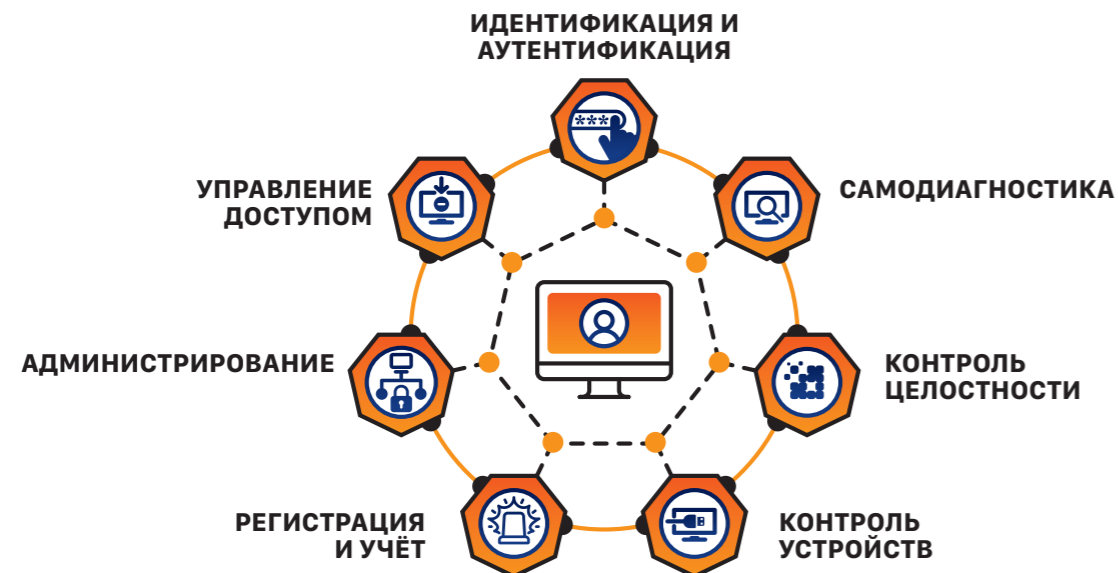 ИДЕНТИФИКАЦИЯ И
АУТЕНТИФИКАЦИЯ
****
УПРАВЛЕНИЕ
ДОСТУПОМ
САМОДИАГНОСТИКА
АДМИНИСТРИРОВАНИЕ
КОНТРОЛЬ
ЦЕЛОСТНОСТИ
РЕГИСТРАЦИЯ
И УЧЁТ
КОНТРОЛЬ
УСТРОЙСТВ